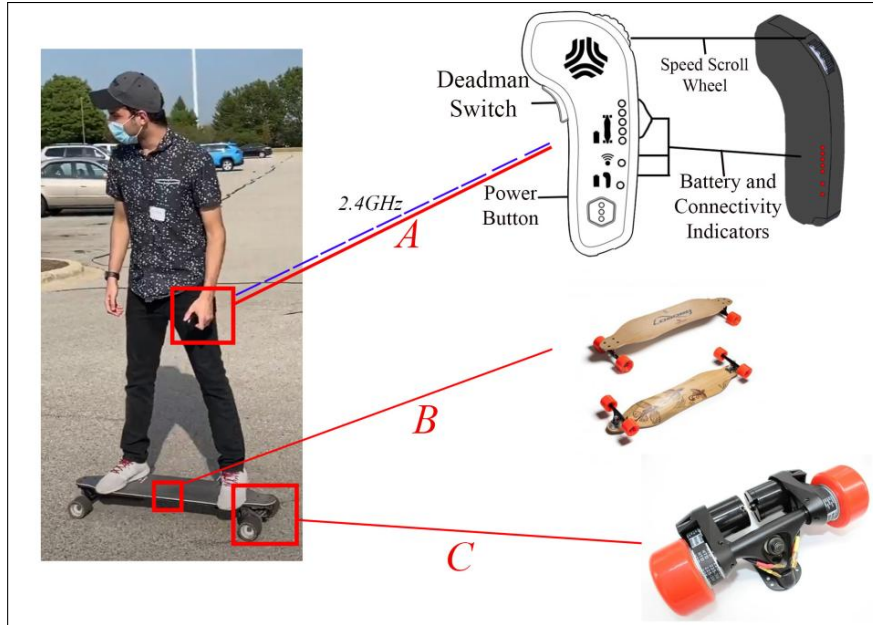 Deadman
Switch
Speed Scroll
Wheel
2.4GHz
A
Power
Button
Battery and
Connectivity
Indicators
B
C